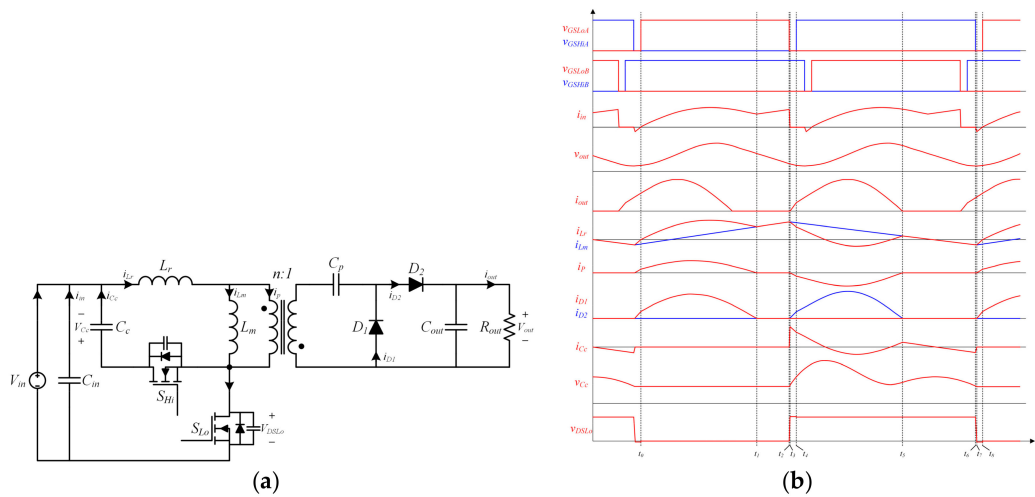 L_r
n:1
C_p
D_2
i_Lr
i_in
i_Cc
i_Lm
i_p
i_D2
i_out
V_Cc
C_c
L_m
D_1
C_out
R_out
V_out
V_in
C_in
S_Hi
i_D1
S_Lo
V_DSLo
(a)
v_GSLoA
v_GSHiA
v_GSLoB
v_GSHiB
i_in
v_out
i_out
i_Lr
i_Lm
i_P
i_D1
i_D2
i_Cc
v_Cc
v_DSLo
t_0 t_1 t_2 t_3 t_4 t_5 t_6 t_7 t_8
(b)